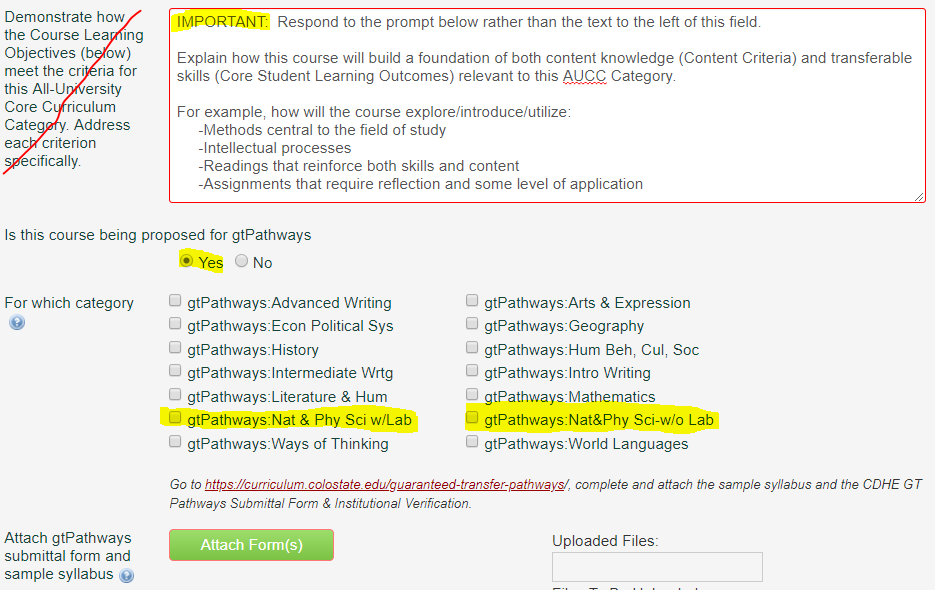 Demonstrate how
the Course Learning
Objectives (below)
meet the criteria for
this All-University
Core Curriculum
Category. Address
each criterion
specifically.
IMPORTANT: Respond to the prompt below rather than the text to the left of this field.
Explain how this course will build a foundation of both content knowledge (Content Criteria) and transferable
skills (Core Student Learning Outcomes) relevant to this AUCC Category.
For example, how will the course explore/introduce/utilize:
-Methods central to the field of study
-Intellectual processes
-Readings that reinforce both skills and content
-Assignments that require reflection and some level of application
Is this course being proposed for gtPathways
Yes No
For which category
gtPathways:Advanced Writing gtPathways:Arts & Expression
gtPathways:Econ Political Sys gtPathways:Geography
gtPathways:History gtPathways:Hum Beh, Cul, Soc
gtPathways:Intermediate Wrtg gtPathways:Intro Writing
gtPathways:Literature & Hum gtPathways:Mathematics
gtPathways:Nat & Phy Sci w/Lab gtPathways:Nat&Phy Sci-w/o Lab
gtPathways:Ways of Thinking gtPathways:World Languages
Go to https://curriculum.colostate.edu/guaranteed-transfer-pathways/, complete and attach the sample syllabus and the CDHE GT
Pathways Submittal Form & Institutional Verification.
Attach gtPathways
submittal form and
sample syllabus
Attach Form(s)
Uploaded Files: